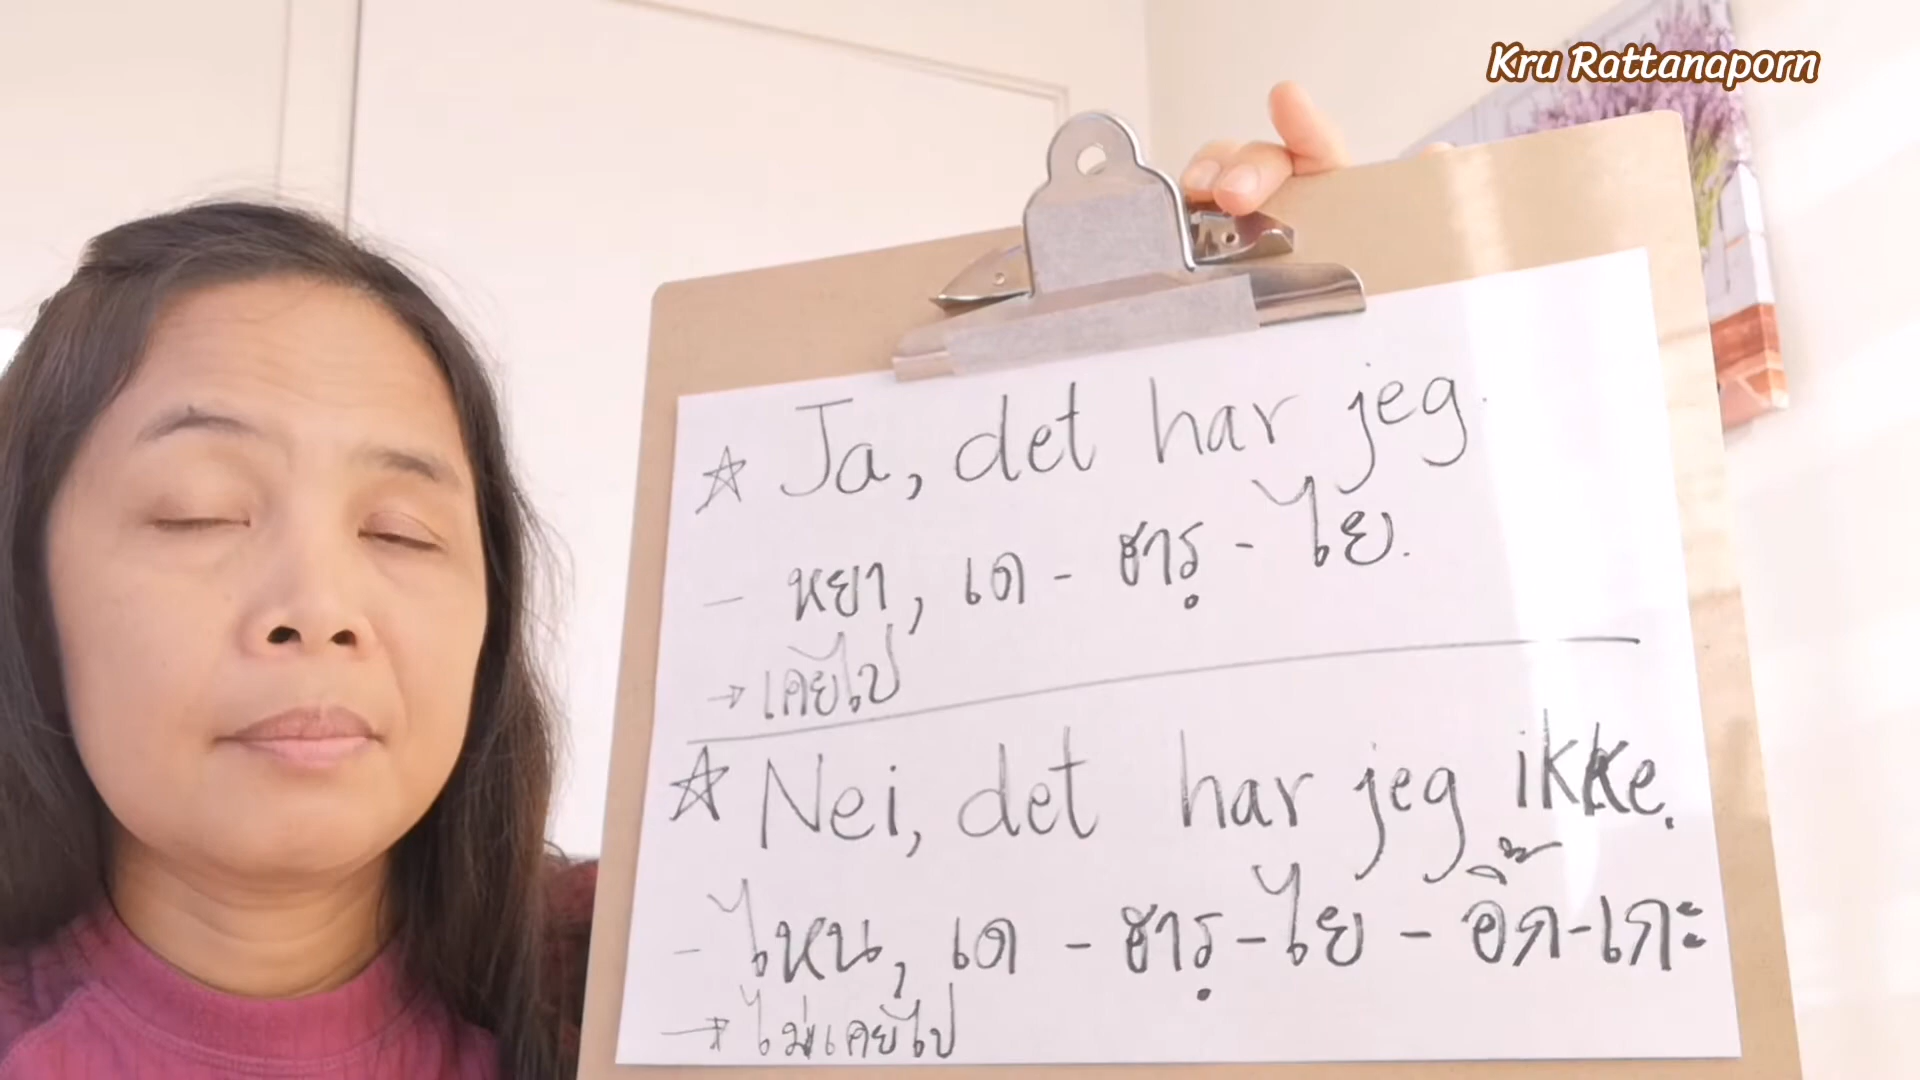 Kru Rattanaporn
☆ Ja, det har jeg.
- หยา, เด - ฮารฺ - ไย.
→ เคยไป
☆ Nei, det har jeg ikke.
- ไหน, เด - ฮารฺ - ไย - อิ๊ก - เกะ
→ ไม่เคยไป